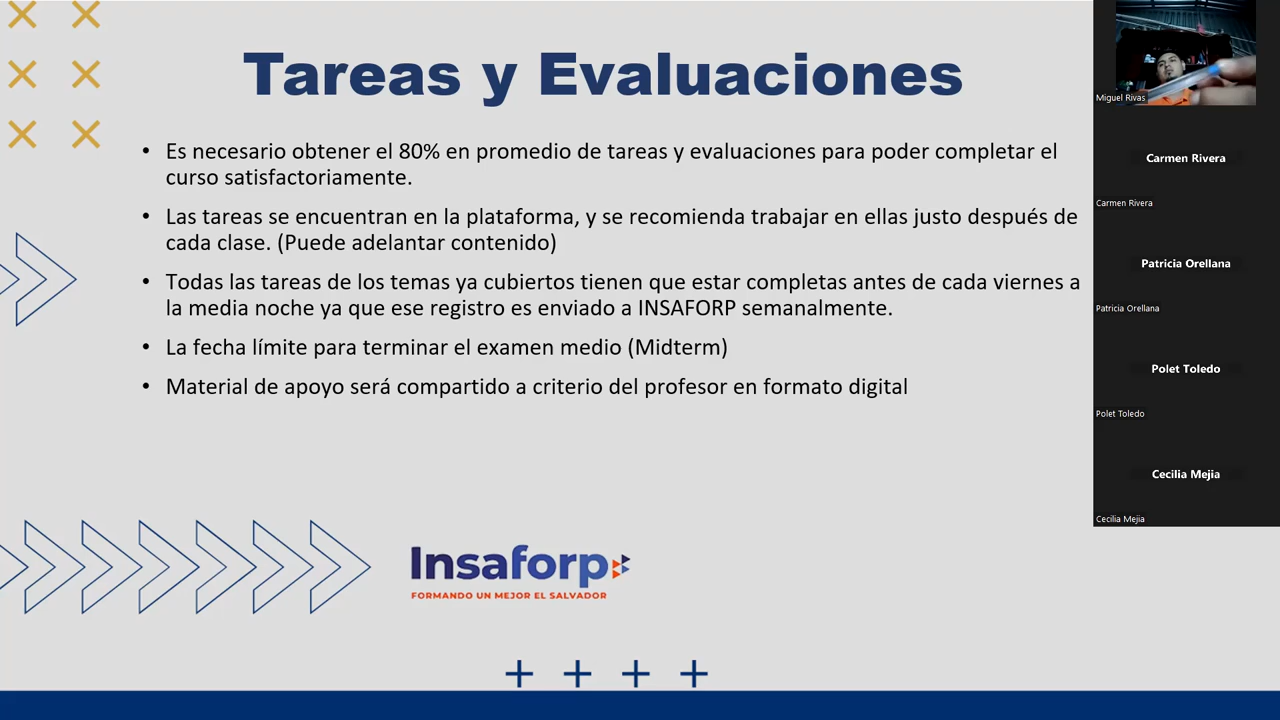 Tareas y Evaluaciones
• Es necesario obtener el 80% en promedio de tareas y evaluaciones para poder completar el
curso satisfactoriamente.
• Las tareas se encuentran en la plataforma, y se recomienda trabajar en ellas justo después de
cada clase. (Puede adelantar contenido)
• Todas las tareas de los temas ya cubiertos tienen que estar completas antes de cada viernes a
la media noche ya que ese registro es enviado a INSAFORP semanalmente.
• La fecha límite para terminar el examen medio (Midterm)
• Material de apoyo será compartido a criterio del profesor en formato digital
Insaforp
FORMANDO UN MEJOR EL SALVADOR
Miguel Rivas
Carmen Rivera
Carmen Rivera
Patricia Orellana
Patricia Orellana
Polet Toledo
Polet Toledo
Cecilia Mejia
Cecilia Mejia